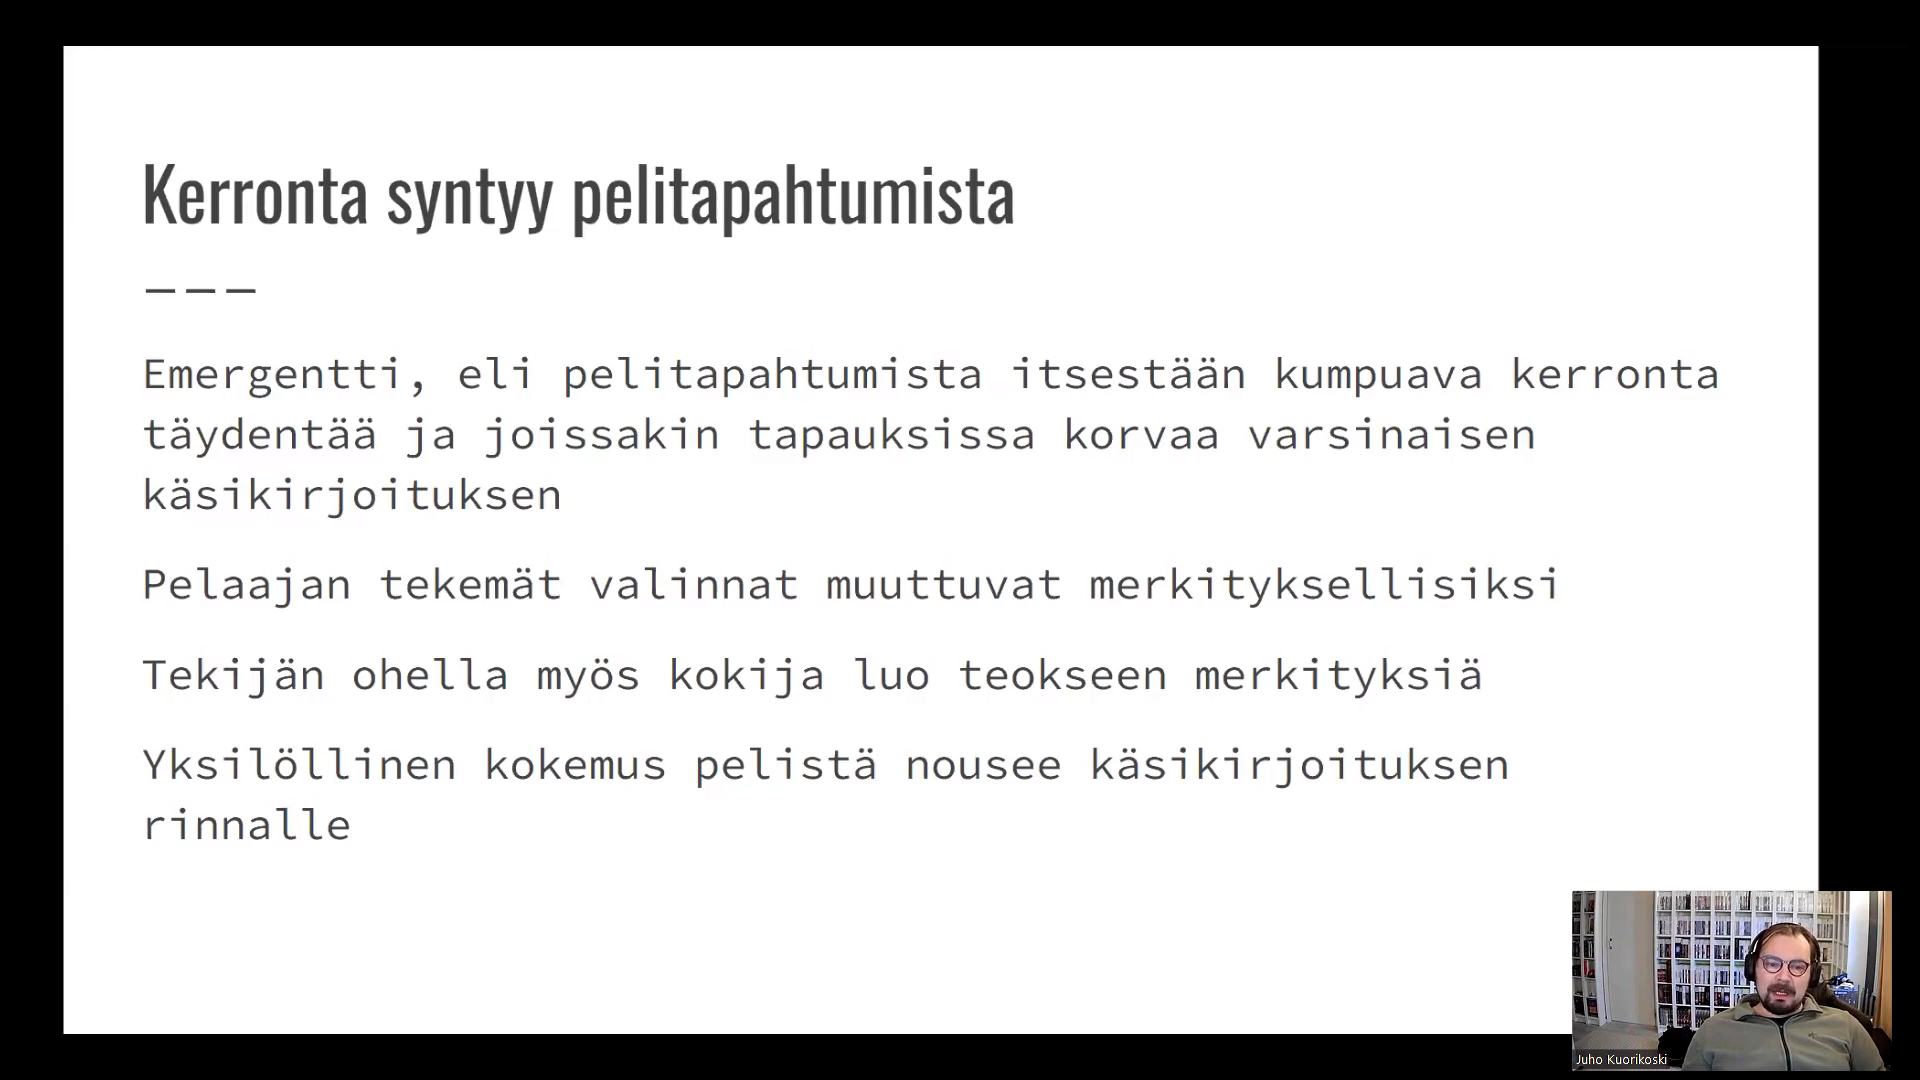 Kerronta syntyy pelitapahtumista
———
Emergentti, eli pelitapahtumista itsestään kumpuava kerronta
täydentää ja joissakin tapauksissa korvaa varsinaisen
käsikirjoituksen
Pelaajan tekemät valinnat muuttuvat merkityksellisiksi
Tekijän ohella myös kokija luo teokseen merkityksiä
Yksilöllinen kokemus pelistä nousee käsikirjoituksen
rinnalle
Juho Kuorikoski